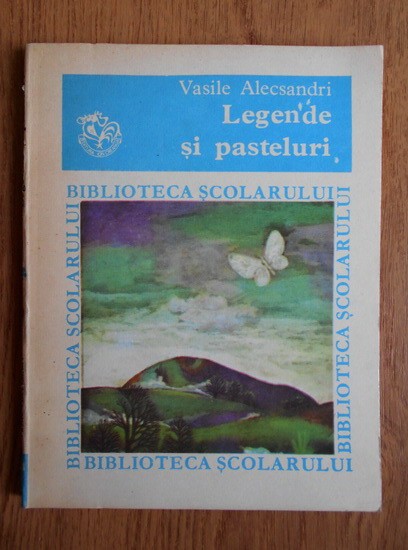 Vasile Alecsandri
Legende
și pasteluri
BIBLIOTECA ȘCOLARULUI
BIBLIOTECA ȘCOLARULUI
BIBLIOTECA ȘCOLARULUI
BIBLIOTECA ȘCOLARULUI